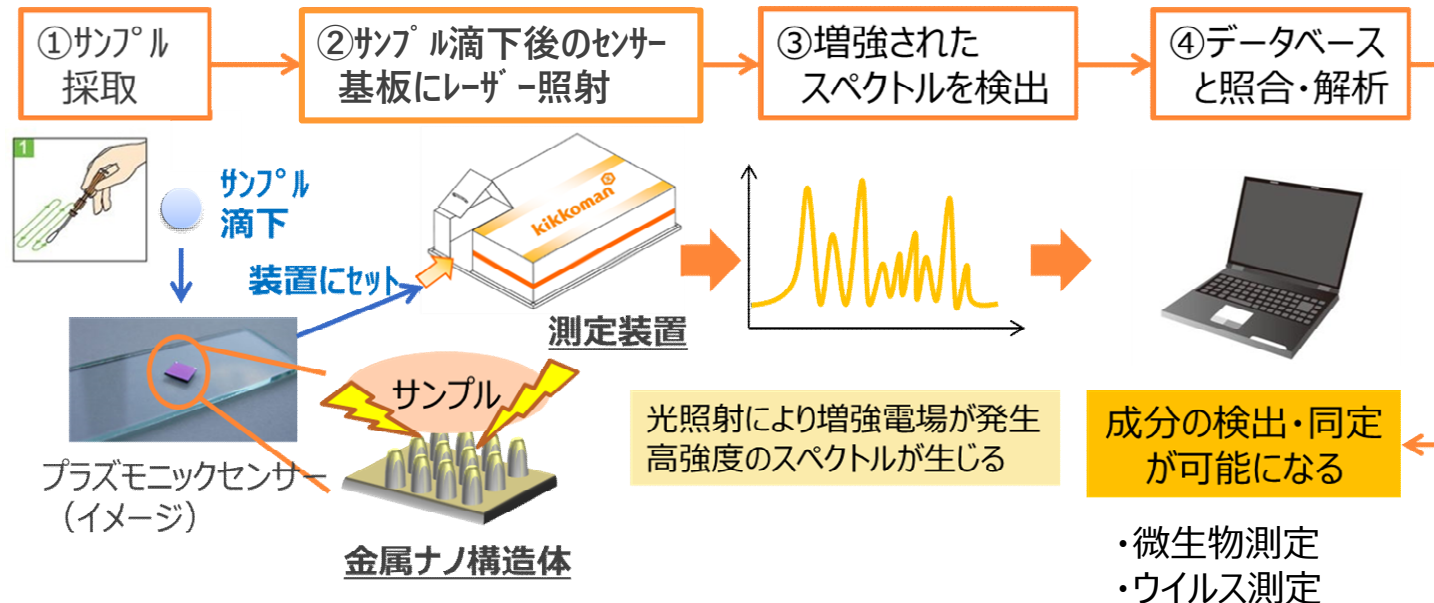 ①ｻﾝﾌﾟﾙ
採取
②ｻﾝﾌﾟﾙ滴下後のｾﾝｻｰ
基板にﾚｰｻﾞｰ照射
③増強された
スペクトルを検出
④データベース
と照合・解析
1
ｻﾝﾌﾟﾙ
滴下
装置にｾｯﾄ
kikkoman
測定装置
サンプル
プラズモニックセンサー
（イメージ）
金属ナノ構造体
光照射により増強電場が発生
高強度のスペクトルが生じる
成分の検出・同定
が可能になる
・微生物測定
・ウイルス測定